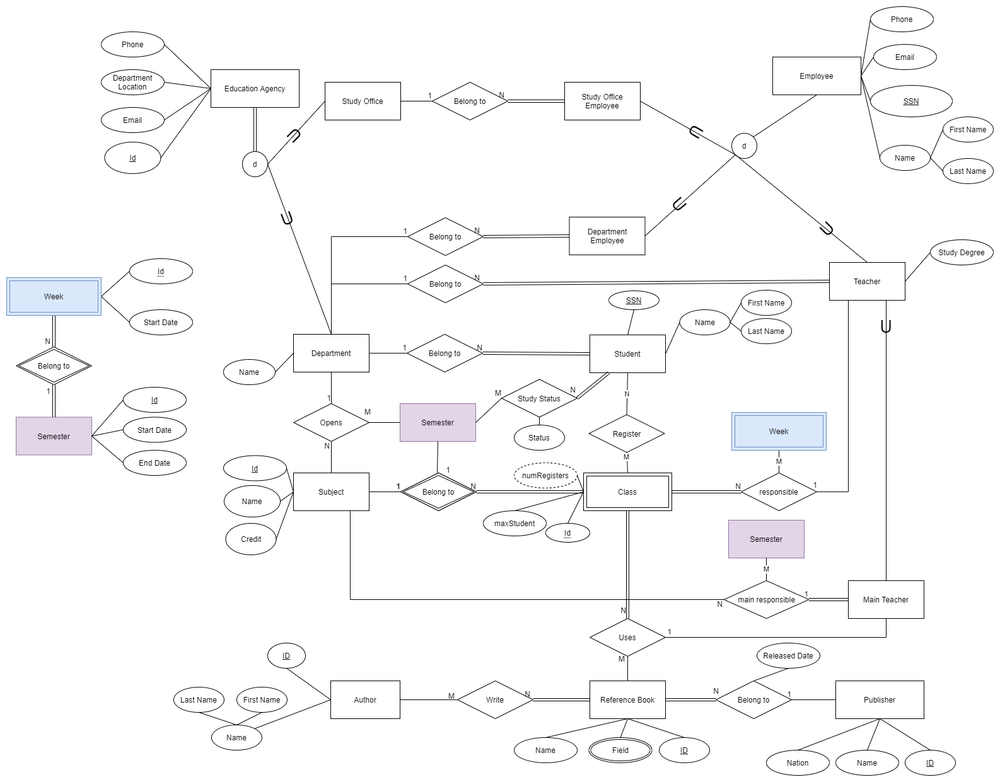 Phone
Department
Location
Email
Id
Education Agency
d
Study Office
1
Belong to
N
Study Office
Employee
Employee
Phone
Email
SSN
Name
First Name
Last Name
d
1
Belong to
N
Department
Employee
1
Belong to
N
Teacher
Study Degree
Week
Id
Start Date
N
Belong to
1
Semester
Id
Start Date
End Date
Department
Name
1
Belong to
N
Student
SSN
Name
First Name
Last Name
1
Opens
M
N
Semester
M
Study Status
N
Status
N
Register
M
Week
M
Id
Name
Credit
Subject
1
1
Belong to
N
numRegisters
maxStudent
Id
Class
N
responsible
1
Semester
M
N
main responsible
1
Main Teacher
N
Uses
1
M
ID
Last Name
First Name
Name
Author
M
Write
N
Reference Book
Name
Field
ID
N
Belong to
1
Released Date
Publisher
Nation
Name
ID